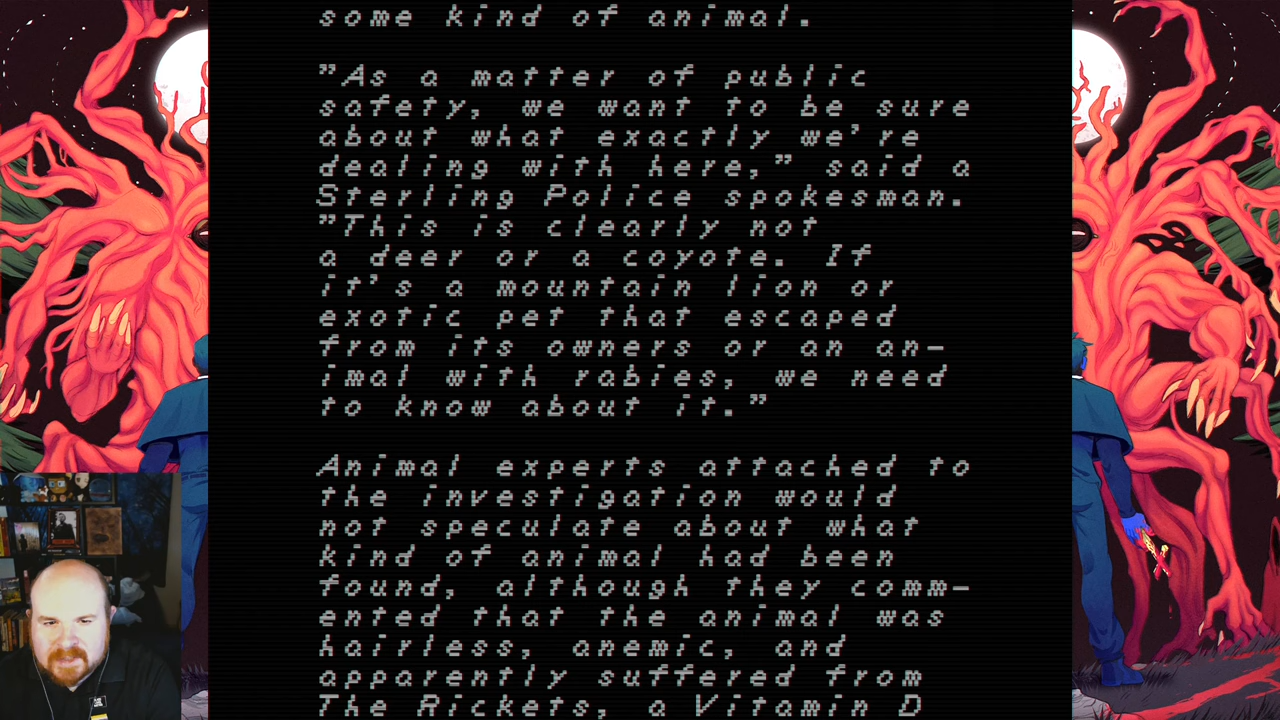 some kind of animal.
"As a matter of public
safety, we want to be sure
about what exactly we're
dealing with here," said a
Sterling Police spokesman.
"This is clearly not
a deer or a coyote. If
it's a mountain lion or
exotic pet that escaped
from its owners or an an-
imal with rabies, we need
to know about it."
Animal experts attached to
the investigation would
not speculate about what
kind of animal had been
found, although they comm-
ented that the animal was
hairless, anemic, and
apparently suffered from
The Rickets, a Vitamin D